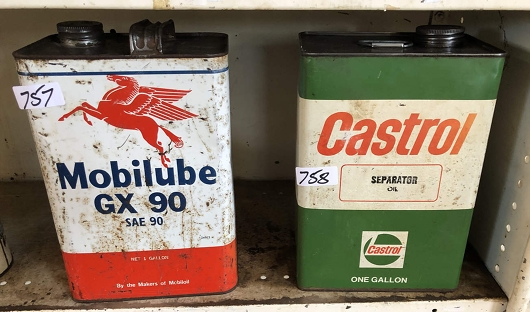 757
Mobilube
GX 90
SAE 90
NET 1 GALLON
By the Makers of Mobiloil
Castrol
758
SEPARATOR
OIL
Castrol
ONE GALLON